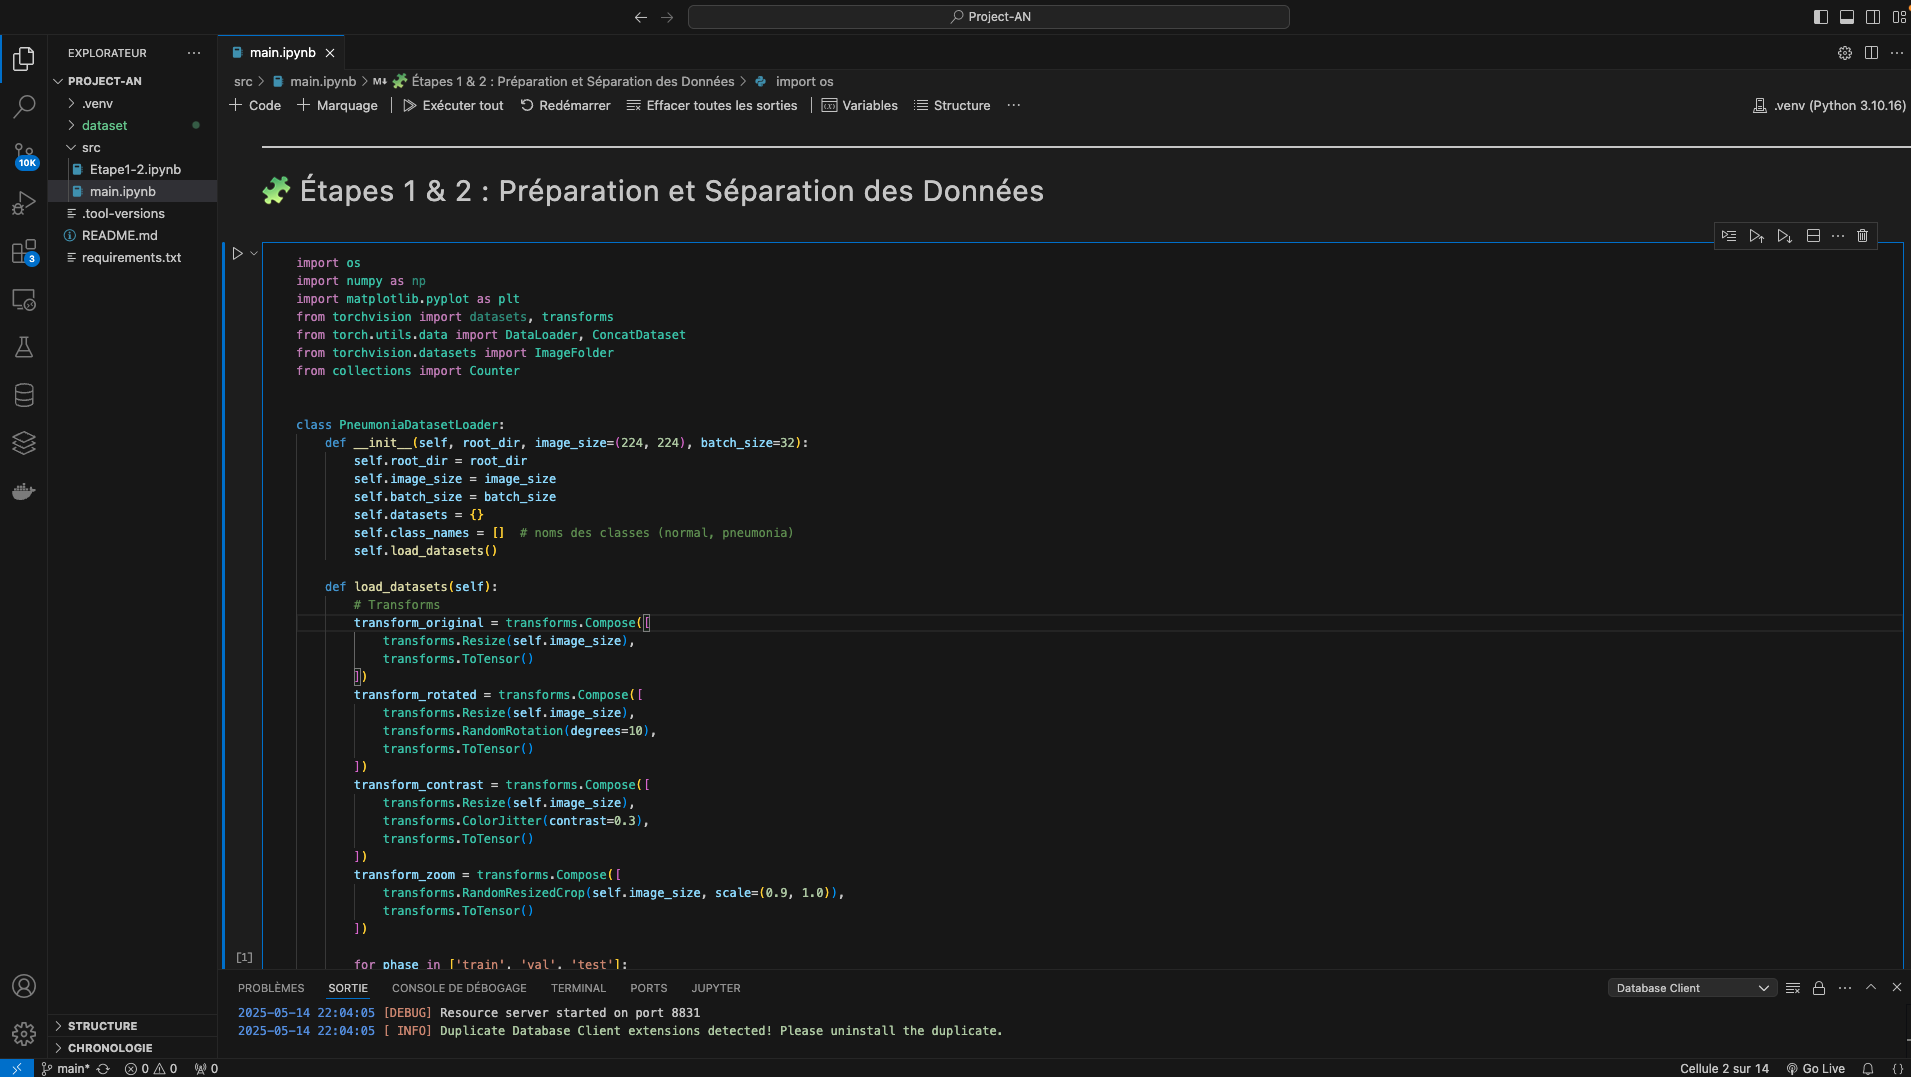 Project-AN
EXPLORATEUR
PROJECT-AN
.venv
dataset
src
Etape1-2.ipynb
main.ipynb
.tool-versions
README.md
requirements.txt
10K
3
STRUCTURE
CHRONOLOGIE
main.ipynb
src > main.ipynb > M↓ 🧩 Étapes 1 & 2 : Préparation et Séparation des Données > import os
+ Code + Marquage | Exécuter tout Redémarrer Effacer toutes les sorties | Variables Structure ···
.venv (Python 3.10.16)
🧩 Étapes 1 & 2 : Préparation et Séparation des Données
import os
import numpy as np
import matplotlib.pyplot as plt
from torchvision import datasets, transforms
from torch.utils.data import DataLoader, ConcatDataset
from torchvision.datasets import ImageFolder
from collections import Counter
class PneumoniaDatasetLoader:
def __init__(self, root_dir, image_size=(224, 224), batch_size=32):
self.root_dir = root_dir
self.image_size = image_size
self.batch_size = batch_size
self.datasets = {}
self.class_names = [] # noms des classes (normal, pneumonia)
self.load_datasets()
def load_datasets(self):
# Transforms
transform_original = transforms.Compose([
transforms.Resize(self.image_size),
transforms.ToTensor()
])
transform_rotated = transforms.Compose([
transforms.Resize(self.image_size),
transforms.RandomRotation(degrees=10),
transforms.ToTensor()
])
transform_contrast = transforms.Compose([
transforms.Resize(self.image_size),
transforms.ColorJitter(contrast=0.3),
transforms.ToTensor()
])
transform_zoom = transforms.Compose([
transforms.RandomResizedCrop(self.image_size, scale=(0.9, 1.0)),
transforms.ToTensor()
])
[1]
for phase in ['train', 'val', 'test']:
PROBLÈMES SORTIE CONSOLE DE DÉBOGAGE TERMINAL PORTS JUPYTER
Database Client
2025-05-14 22:04:05 [DEBUG] Resource server started on port 8831
2025-05-14 22:04:05 [ INFO] Duplicate Database Client extensions detected! Please uninstall the duplicate.
main* 0 0 0
Cellule 2 sur 14 Go Live {}